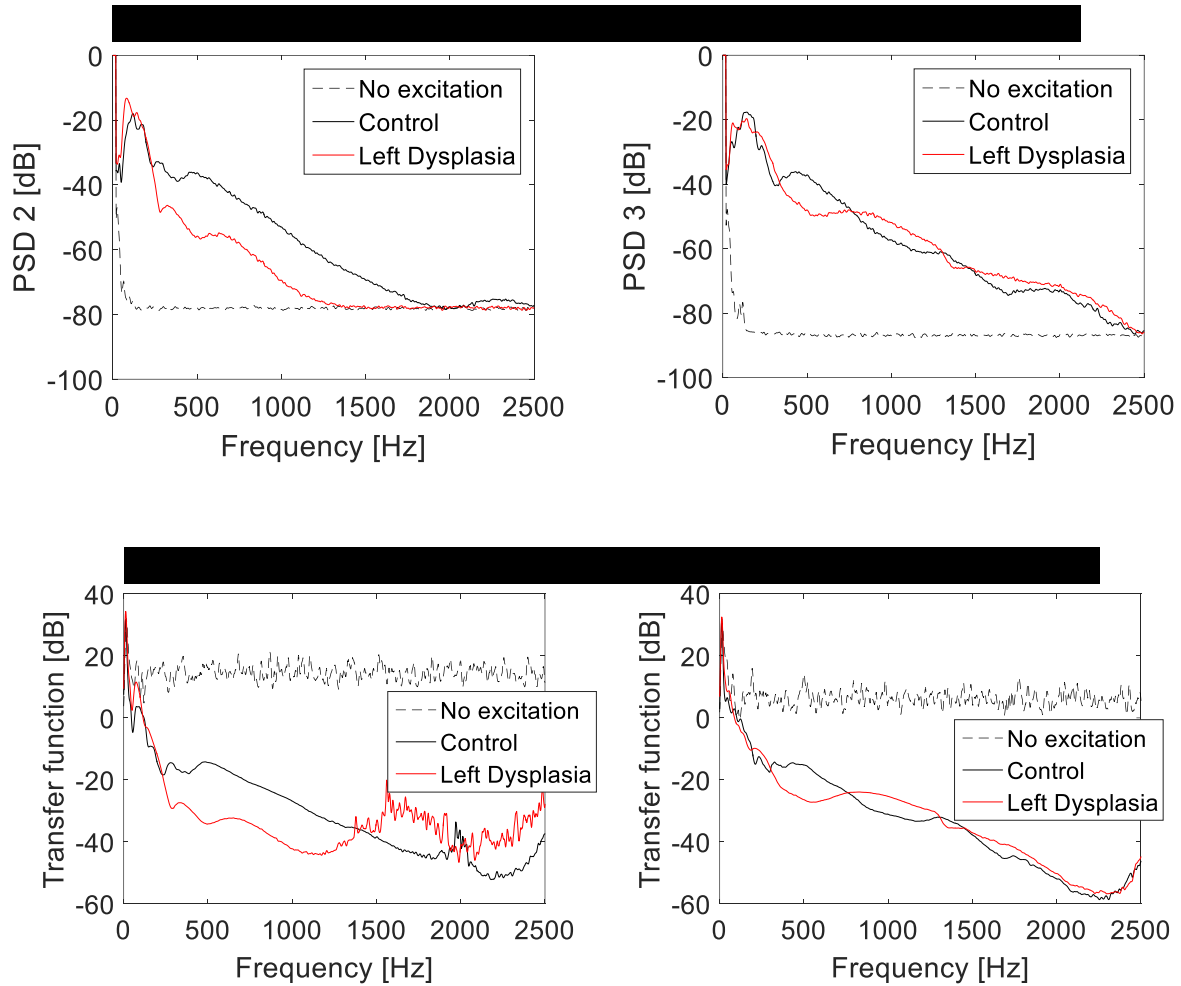 0
-20
-40
-60
-80
-100
PSD 2 [dB]
No excitation
Control
Left Dysplasia
0 500 1000 1500 2000 2500
Frequency [Hz]
0
-20
-40
-60
-80
-100
PSD 3 [dB]
No excitation
Control
Left Dysplasia
0 500 1000 1500 2000 2500
Frequency [Hz]
40
20
0
-20
-40
-60
Transfer function [dB]
No excitation
Control
Left Dysplasia
0 500 1000 1500 2000 2500
Frequency [Hz]
40
20
0
-20
-40
-60
Transfer function [dB]
No excitation
Control
Left Dysplasia
0 500 1000 1500 2000 2500
Frequency [Hz]